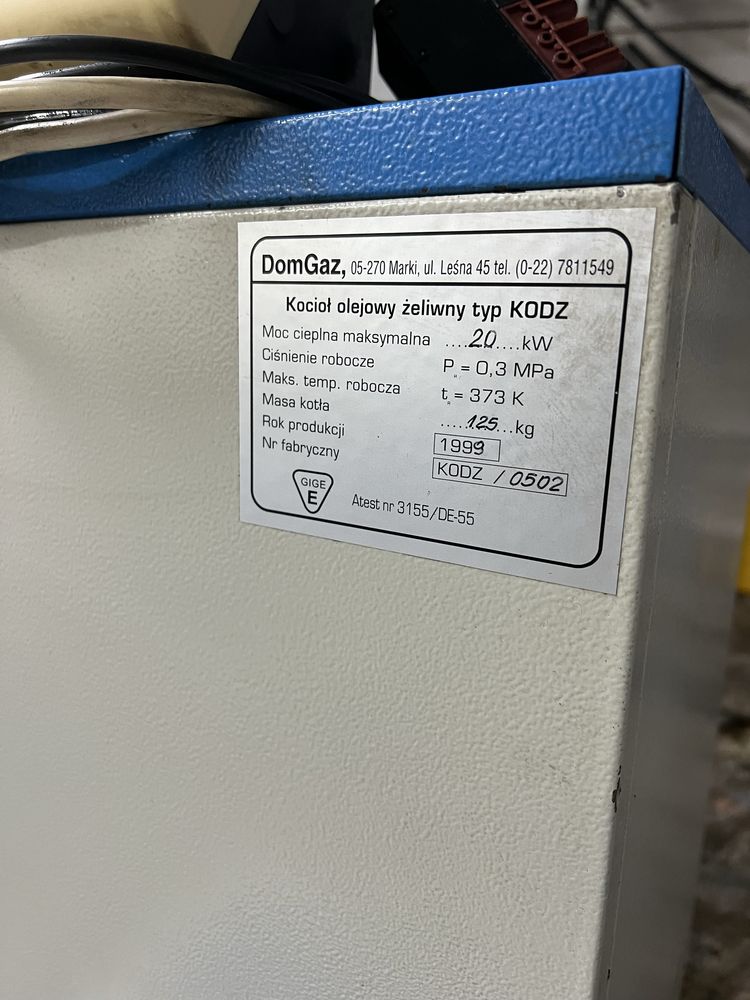 DomGaz, 05-270 Marki, ul. Leśna 45 tel. (0-22) 7811549
Kocioł olejowy żeliwny typ KODZ
Moc cieplna maksymalna ....20....kW
Ciśnienie robocze Pₙ = 0,3 MPa
Maks. temp. robocza tₙ = 373 K
Masa kotła .....125...kg
Rok produkcji 1999
Nr fabryczny KODZ / 0502
GIGE
E
Atest nr 3155/DE-55